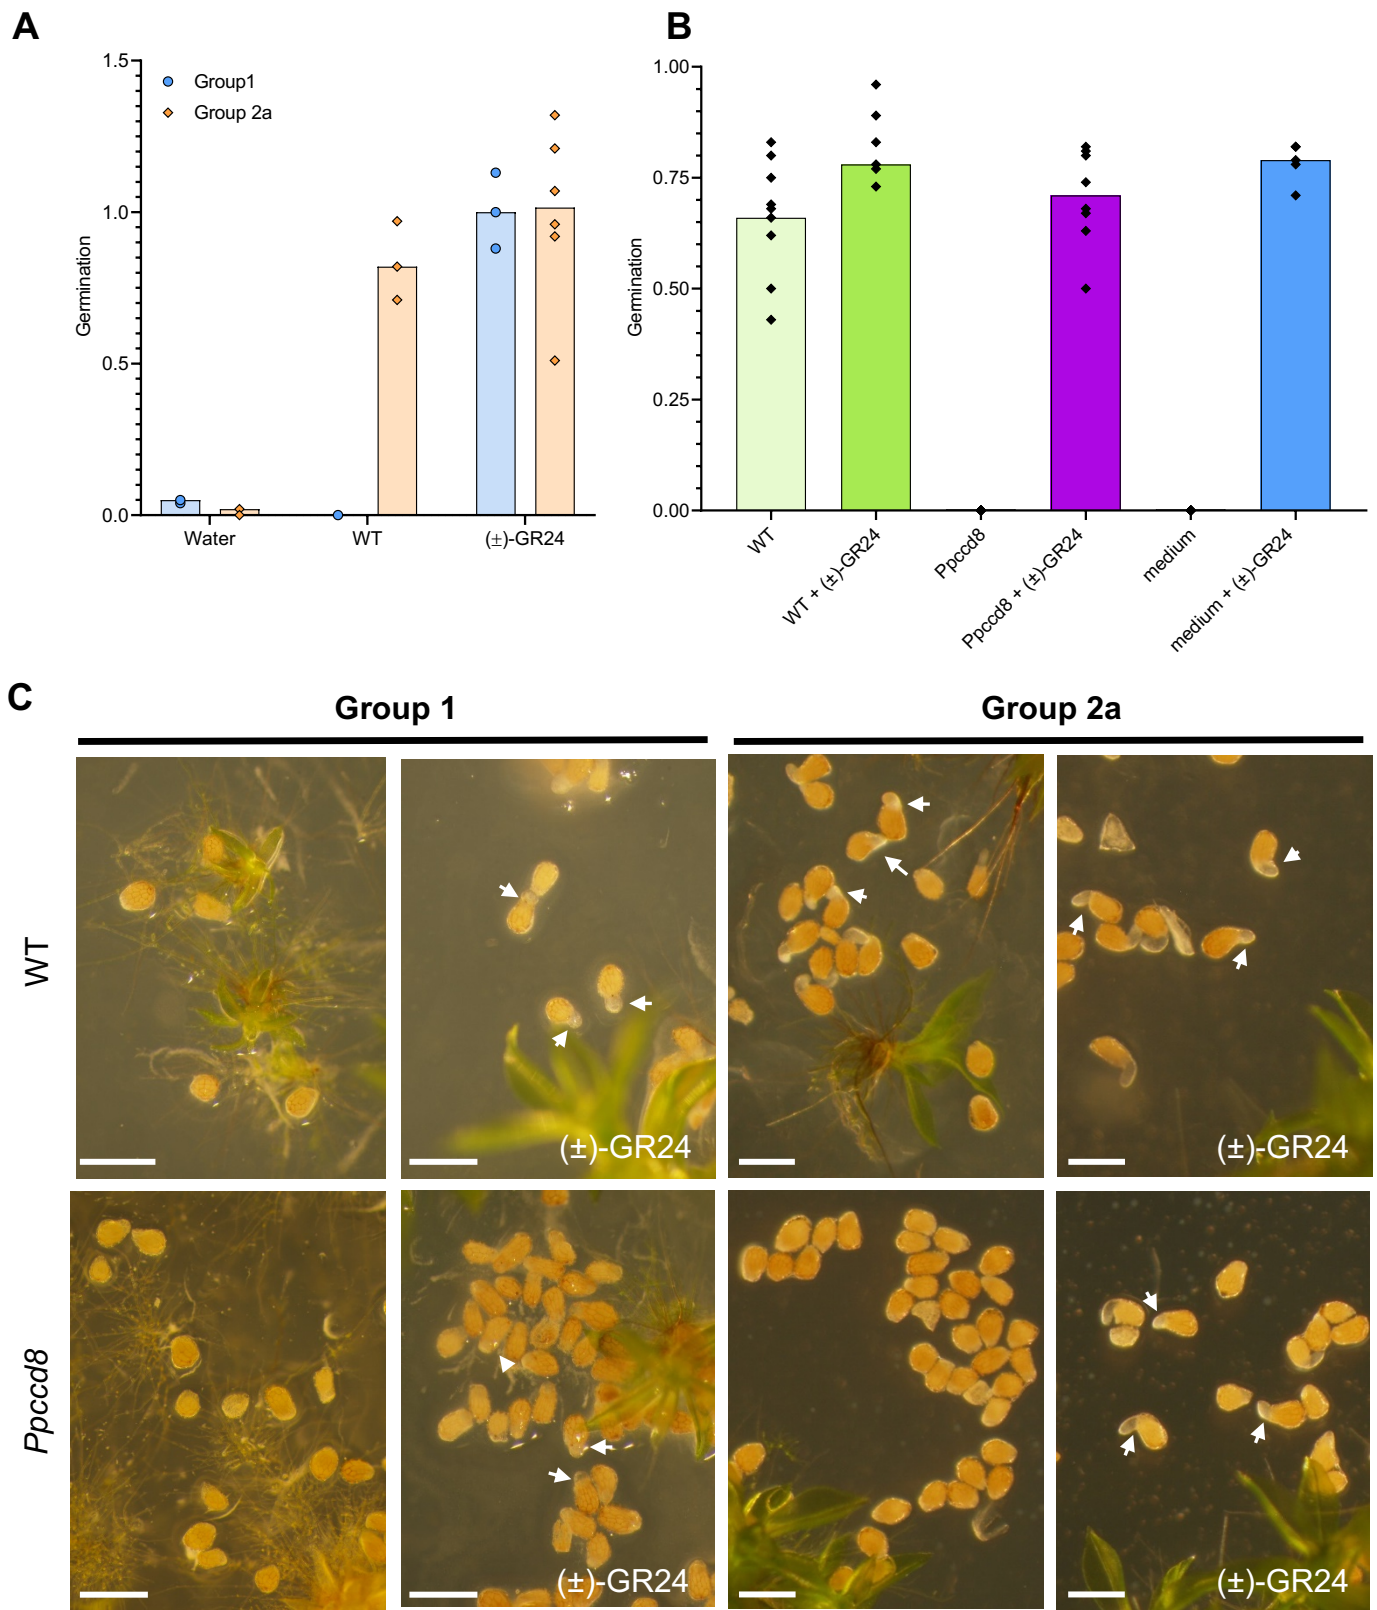 A
1.5
1.0
0.5
0.0
Germination
Group1
Group 2a
Water
WT
(±)-GR24
B
1.00
0.75
0.50
0.25
0.00
Germination
WT
WT + (±)-GR24
Ppccd8
Ppccd8 + (±)-GR24
medium
medium + (±)-GR24
C
Group 1
Group 2a
WT
(±)-GR24
(±)-GR24
Ppccd8
(±)-GR24
(±)-GR24